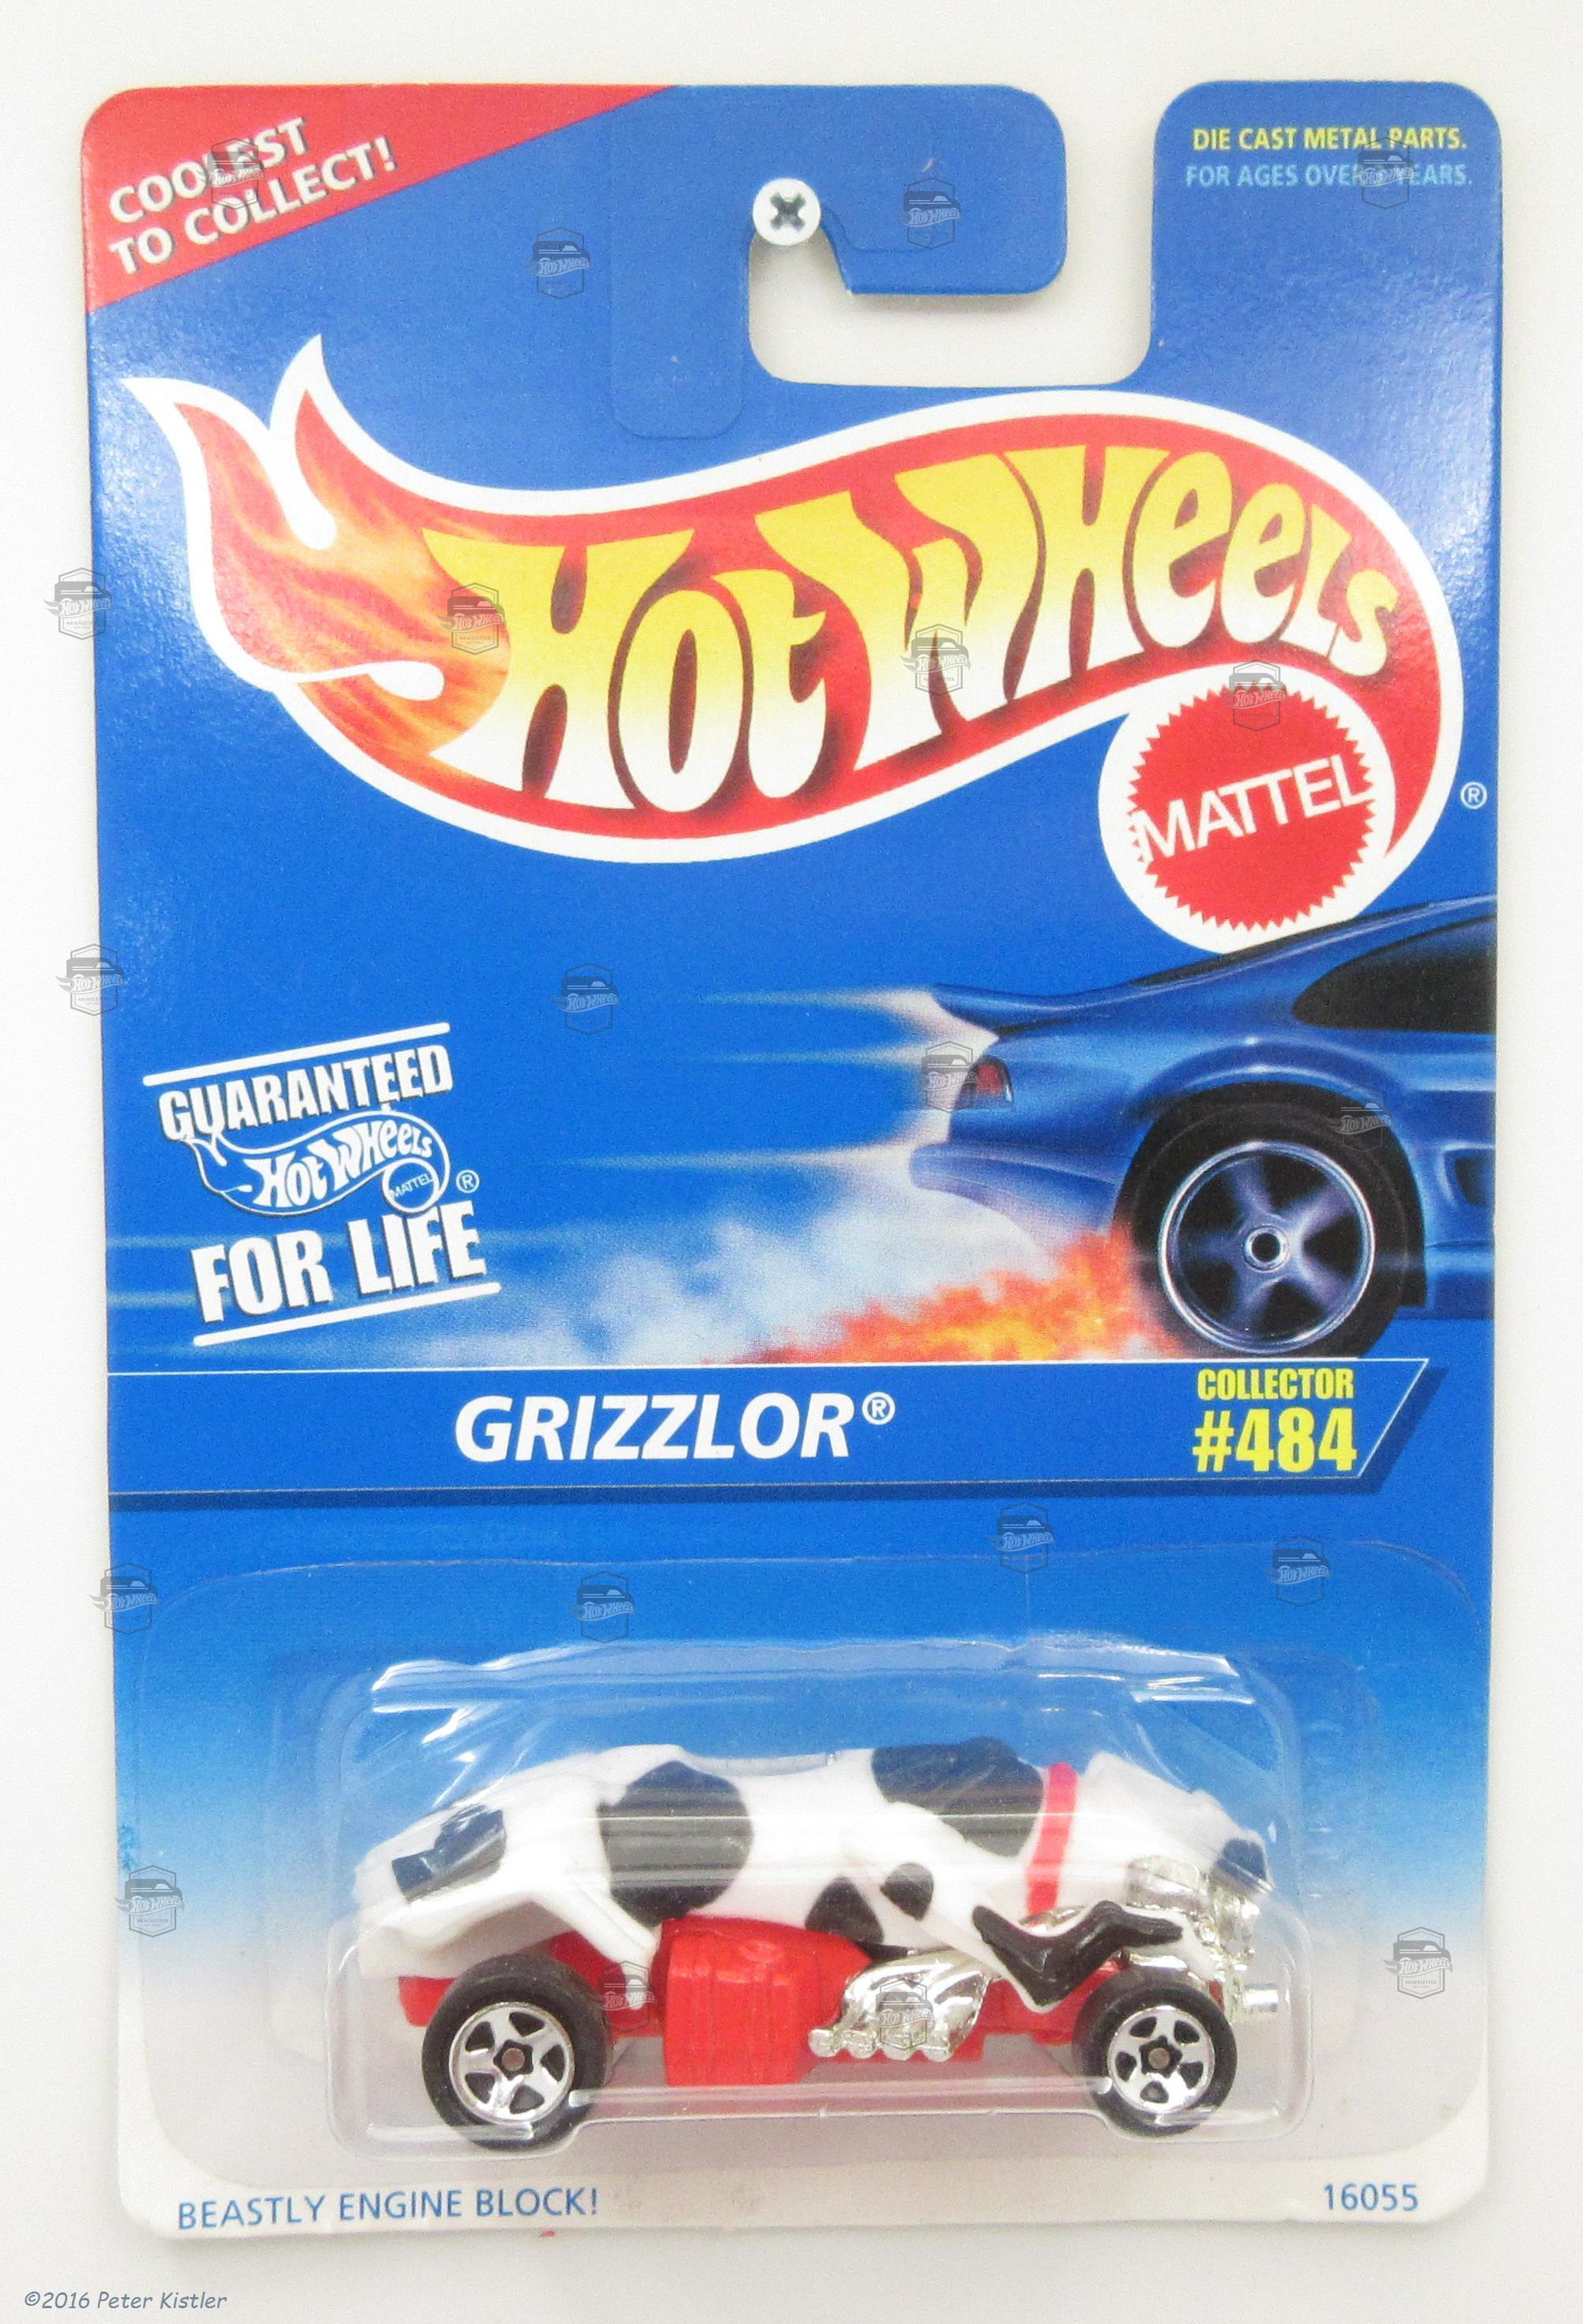 COOLEST
TO COLLECT!
DIE CAST METAL PARTS.
FOR AGES OVER YEARS.
HOT WHEELS
MATTEL
®
GUARANTEED
HOT WHEELS
MATTEL ®
FOR LIFE
GRIZZLOR®
COLLECTOR
#484
BEASTLY ENGINE BLOCK!
16055
©2016 Peter Kistler